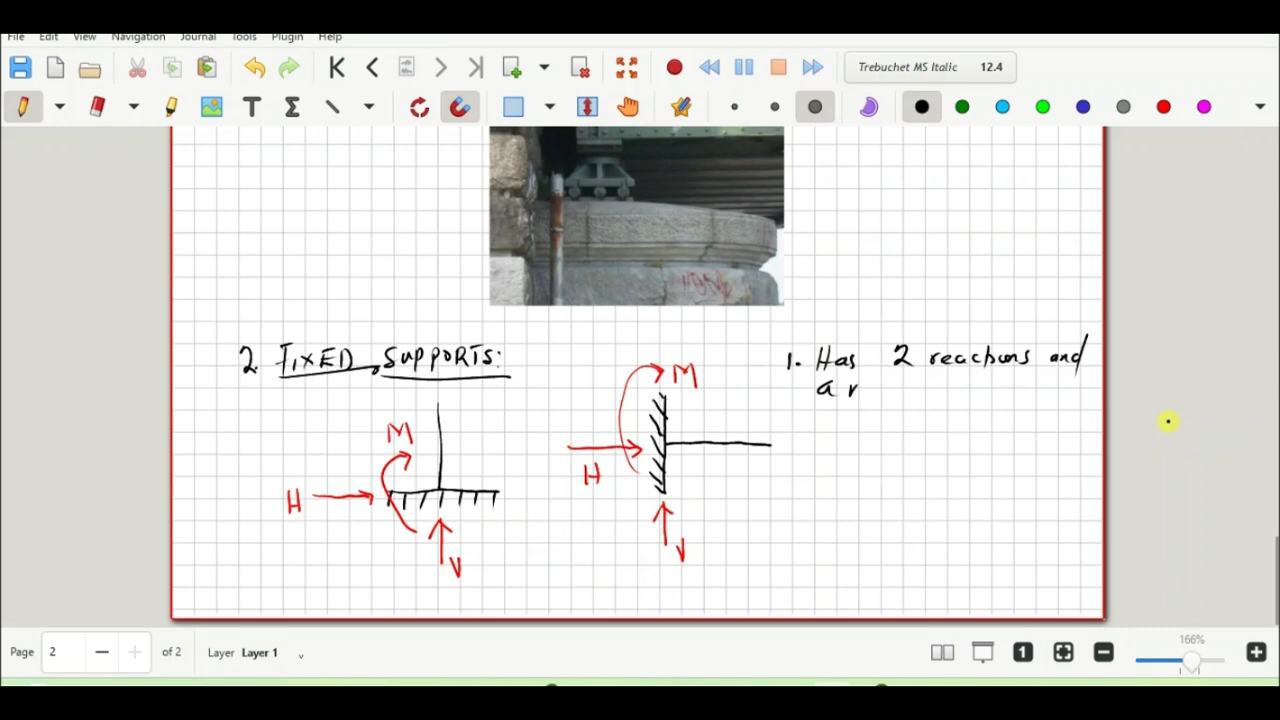 File Edit View Navigation Journal Tools Plugin Help
Trebuchet MS Italic 12.4
2. FIXED SUPPORTS:
1. Has 2 reactions and
a
M
H
V
M
H
V
Page 2 of 2 Layer Layer 1
166%